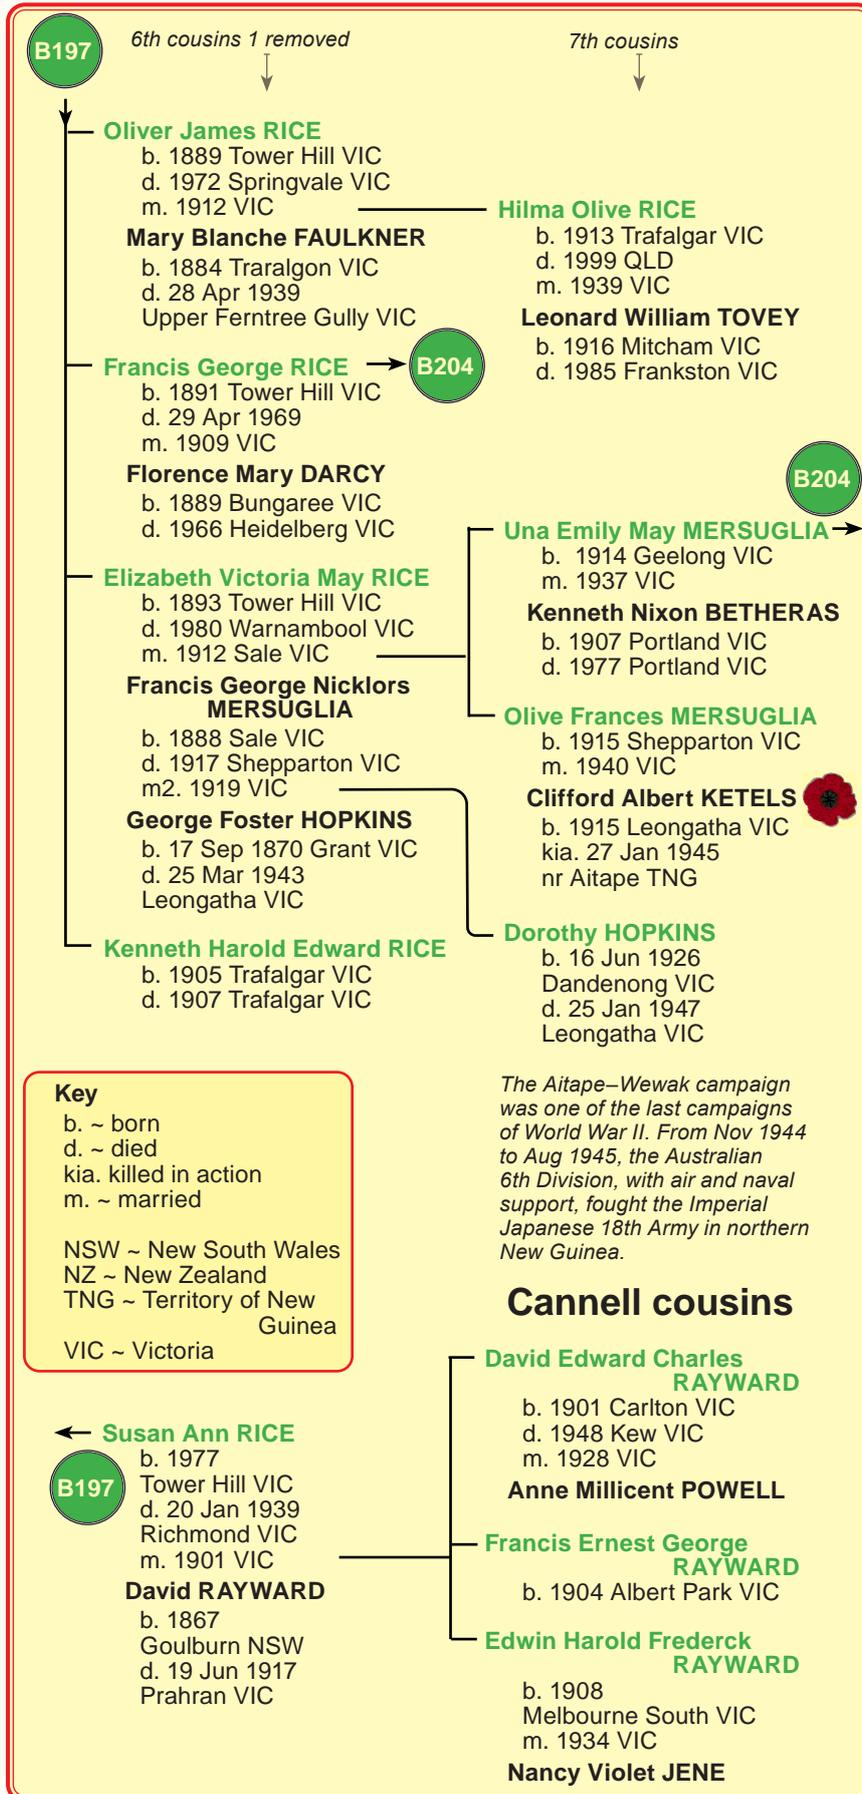 B197
6th cousins 1 removed
7th cousins
Oliver James RICE
b. 1889 Tower Hill VIC
d. 1972 Springvale VIC
m. 1912 VIC
Mary Blanche FAULKNER
b. 1884 Traralgon VIC
d. 28 Apr 1939
Upper Ferntree Gully VIC
Hilma Olive RICE
b. 1913 Trafalgar VIC
d. 1999 QLD
m. 1939 VIC
Leonard William TOVEY
b. 1916 Mitcham VIC
d. 1985 Frankston VIC
Francis George RICE
B204
b. 1891 Tower Hill VIC
d. 29 Apr 1969
m. 1909 VIC
Florence Mary DARCY
b. 1889 Bungaree VIC
d. 1966 Heidelberg VIC
Elizabeth Victoria May RICE
b. 1893 Tower Hill VIC
d. 1980 Warnambool VIC
m. 1912 Sale VIC
Francis George Nicklors
MERSUGLIA
b. 1888 Sale VIC
d. 1917 Shepparton VIC
m2. 1919 VIC
George Foster HOPKINS
b. 17 Sep 1870 Grant VIC
d. 25 Mar 1943
Leongatha VIC
B204
Una Emily May MERSUGLIA
b. 1914 Geelong VIC
m. 1937 VIC
Kenneth Nixon BETHERAS
b. 1907 Portland VIC
d. 1977 Portland VIC
Olive Frances MERSUGLIA
b. 1915 Shepparton VIC
m. 1940 VIC
Clifford Albert KETELS
b. 1915 Leongatha VIC
kia. 27 Jan 1945
nr Aitape TNG
Dorothy HOPKINS
b. 16 Jun 1926
Dandenong VIC
d. 25 Jan 1947
Leongatha VIC
Kenneth Harold Edward RICE
b. 1905 Trafalgar VIC
d. 1907 Trafalgar VIC
Key
b. ~ born
d. ~ died
kia. killed in action
m. ~ married
NSW ~ New South Wales
NZ ~ New Zealand
TNG ~ Territory of New
Guinea
VIC ~ Victoria
The Aitape–Wewak campaign
was one of the last campaigns
of World War II. From Nov 1944
to Aug 1945, the Australian
6th Division, with air and naval
support, fought the Imperial
Japanese 18th Army in northern
New Guinea.
Cannell cousins
Susan Ann RICE
B197
b. 1977
Tower Hill VIC
d. 20 Jan 1939
Richmond VIC
m. 1901 VIC
David RAYWARD
b. 1867
Goulburn NSW
d. 19 Jun 1917
Prahran VIC
David Edward Charles
RAYWARD
b. 1901 Carlton VIC
d. 1948 Kew VIC
m. 1928 VIC
Anne Millicent POWELL
Francis Ernest George
RAYWARD
b. 1904 Albert Park VIC
Edwin Harold Frederck
RAYWARD
b. 1908
Melbourne South VIC
m. 1934 VIC
Nancy Violet JENE